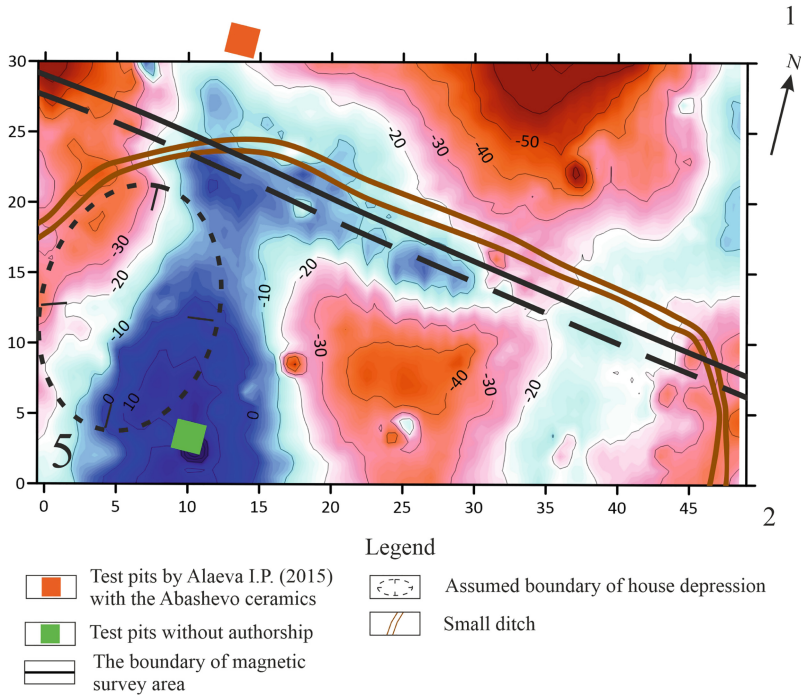 1
N
30
25
20
15
10
5
0
-20
-30
-40
-50
-30
-20
-10
-10
0
10
0
-20
-30
-40
-30
-20
5
0 5 10 15 20 25 30 35 40 45
2
Legend
Test pits by Alaeva I.P. (2015)
with the Abashevo ceramics
Test pits without authorship
The boundary of magnetic
survey area
Assumed boundary of house depression
Small ditch